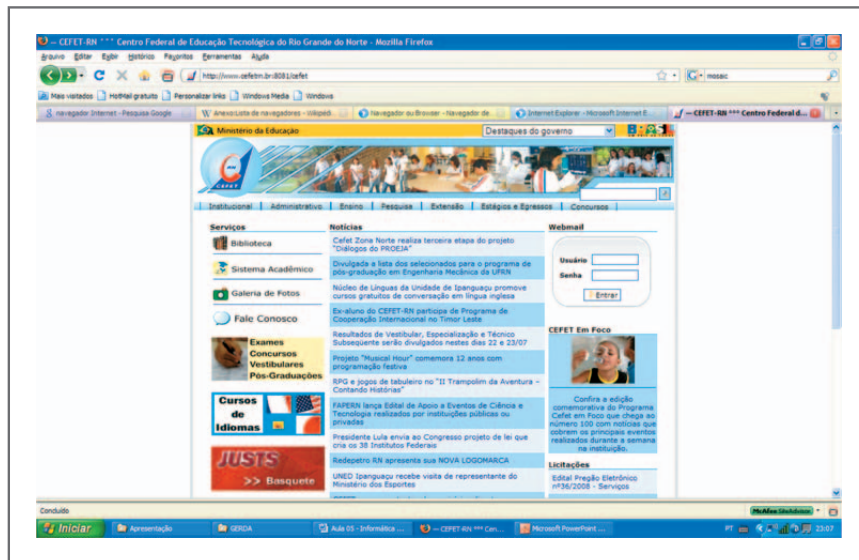 -- CEFET-RN *** Centro Federal de Educação Tecnológica do Rio Grande do Norte - Mozilla Firefox
Arquivo Editar Exibir Histórico Favoritos Ferramentas Ajuda
http://www.cefetrn.br:8081/cefet
mosaic
Mais visitados HotMail gratuito Personalizar links Windows Media Windows
navegador Internet - Pesquisa Google
Anexo:Lista de navegadores - Wikipéd...
Navegador ou Browser - Navegador de...
Internet Explorer - Microsoft Internet E...
-- CEFET-RN *** Centro Federal d...
Ministério da Educação
Destaques do governo
CEFET
Institucional | Administrativo | Ensino | Pesquisa | Extensão | Estágios e Egressos | Concursos |
Serviços
Biblioteca
Sistema Acadêmico
Galeria de Fotos
Fale Conosco
Exames
Concursos
Vestibulares
Pós-Graduações
Cursos
de
Idiomas
JUSTS
>> Basquete
Notícias
Cefet Zona Norte realiza terceira etapa do projeto
"Diálogos do PROEJA"
Divulgada a lista dos selecionados para o programa de
pós-graduação em Engenharia Mecânica da UFRN
Núcleo de Línguas da Unidade de Ipanguaçu promove
cursos gratuitos de conversação em língua inglesa
Ex-aluno do CEFET-RN participa de Programa de
Cooperação Internacional no Timor Leste
Resultados de Vestibular, Especialização e Técnico
Subseqüente serão divulgados nestes dias 22 e 23/07
Projeto "Musical Hour" comemora 12 anos com
programação festiva
RPG e jogos de tabuleiro no "II Trampolim da Aventura –
Contando Histórias"
FAPERN lança Edital de Apoio a Eventos de Ciência e
Tecnologia realizados por instituições públicas ou
privadas
Presidente Lula envia ao Congresso projeto de lei que
cria os 38 Institutos Federais
Redepetro RN apresenta sua NOVA LOGOMARCA
UNED Ipanguaçu recebe visita de representante do
Ministério dos Esportes
Webmail
Usuário
Senha
Entrar
CEFET Em Foco
Confira a edição
comemorativa do Programa
Cefet em Foco que chega ao
número 100 com notícias que
cobrem os principais eventos
realizados durante a semana
na instituição.
Licitações
Edital Pregão Eletrônico
nº36/2008 - Serviços
Concluído
McAfee SiteAdvisor
Iniciar
Apresentação
GERDA
Aula 05 - Informática ...
-- CEFET-RN *** Cen...
Microsoft PowerPoint ...
PT
23:07